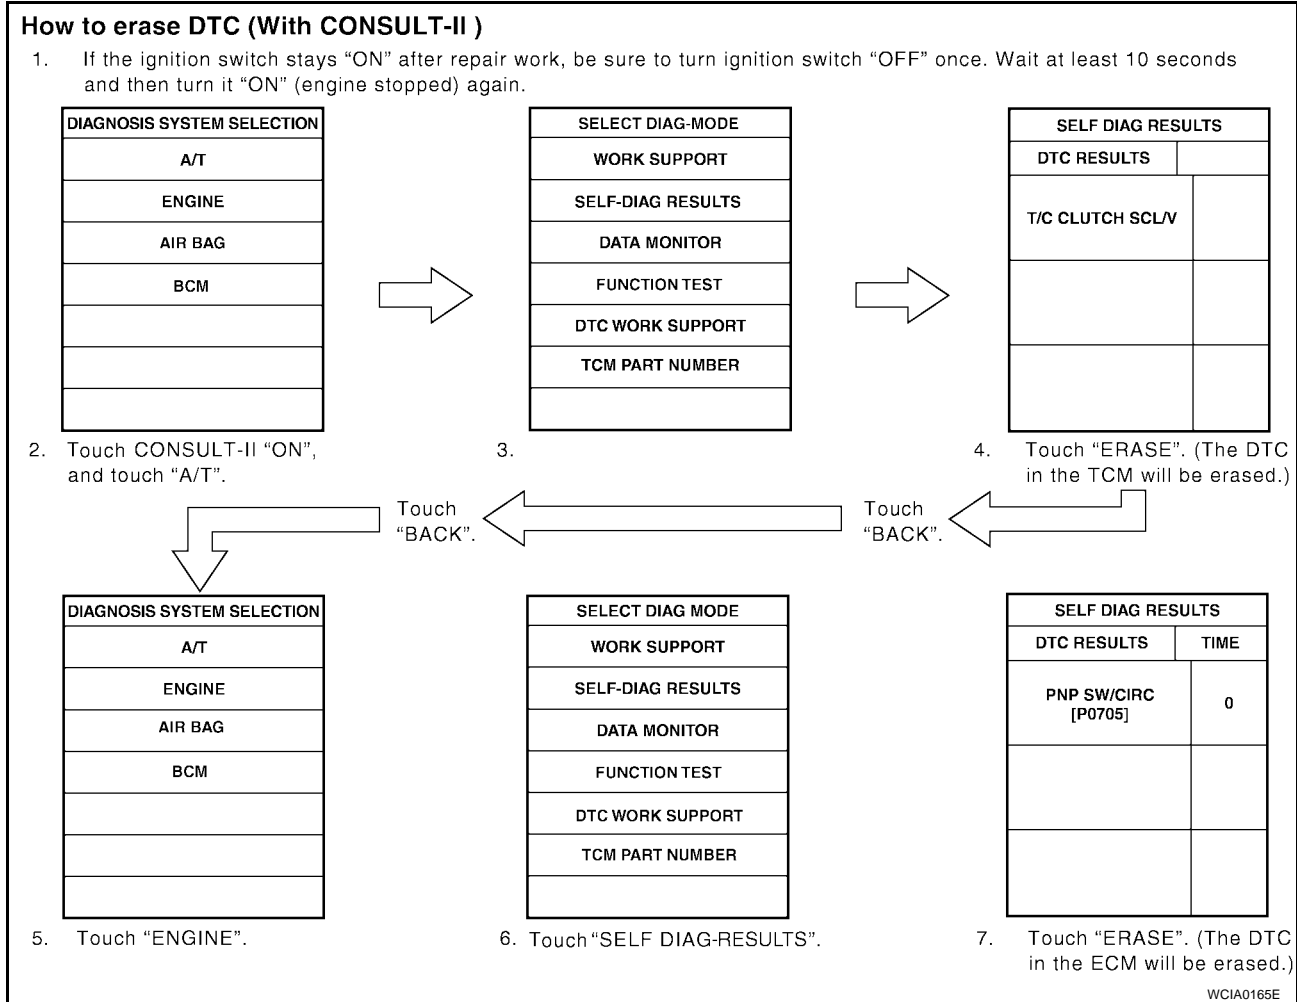 How to erase DTC (With CONSULT-II )
1. If the ignition switch stays “ON” after repair work, be sure to turn ignition switch “OFF” once. Wait at least 10 seconds
and then turn it “ON” (engine stopped) again.
DIAGNOSIS SYSTEM SELECTION
A/T
ENGINE
AIR BAG
BCM
SELECT DIAG-MODE
WORK SUPPORT
SELF-DIAG RESULTS
DATA MONITOR
FUNCTION TEST
DTC WORK SUPPORT
TCM PART NUMBER
SELF DIAG RESULTS
DTC RESULTS
T/C CLUTCH SCL/V
2. Touch CONSULT-II “ON”,
and touch “A/T”.
3.
4. Touch “ERASE”. (The DTC
in the TCM will be erased.)
Touch
“BACK”.
Touch
“BACK”.
DIAGNOSIS SYSTEM SELECTION
A/T
ENGINE
AIR BAG
BCM
SELECT DIAG MODE
WORK SUPPORT
SELF-DIAG RESULTS
DATA MONITOR
FUNCTION TEST
DTC WORK SUPPORT
TCM PART NUMBER
SELF DIAG RESULTS
DTC RESULTS TIME
PNP SW/CIRC
[P0705]
0
5. Touch “ENGINE”.
6. Touch “SELF DIAG-RESULTS”.
7. Touch “ERASE”. (The DTC
in the ECM will be erased.)
WCIA0165E